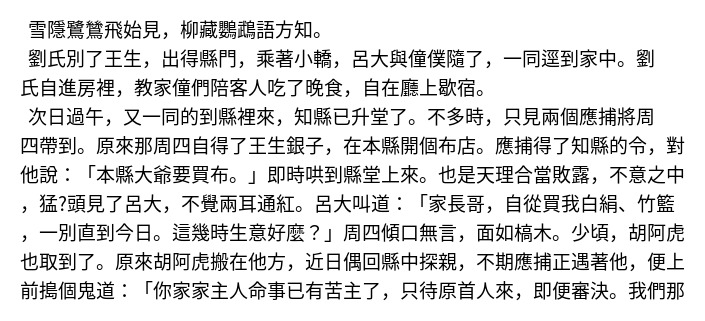 雪隱鷺鷥飛始見，柳藏鸚鵡語方知。
劉氏別了王生，出得縣門，乘著小轎，呂大與僮僕隨了，一同逕到家中。劉
氏自進房裡，教家僮們陪客人吃了晚食，自在廳上歇宿。
次日過午，又一同的到縣裡來，知縣已升堂了。不多時，只見兩個應捕將周
四帶到。原來那周四自得了王生銀子，在本縣開個布店。應捕得了知縣的令，對
他說：「本縣大爺要買布。」即時哄到縣堂上來。也是天理合當敗露，不意之中
，猛?頭見了呂大，不覺兩耳通紅。呂大叫道：「家長哥，自從買我白絹、竹籃
，一別直到今日。這幾時生意好麼？」周四傾口無言，面如槁木。少頃，胡阿虎
也取到了。原來胡阿虎搬在他方，近日偶回縣中探親，不期應捕正遇著他，便上
前搗個鬼道：「你家家主人命事已有苦主了，只待原首人來，即便審決。我們那